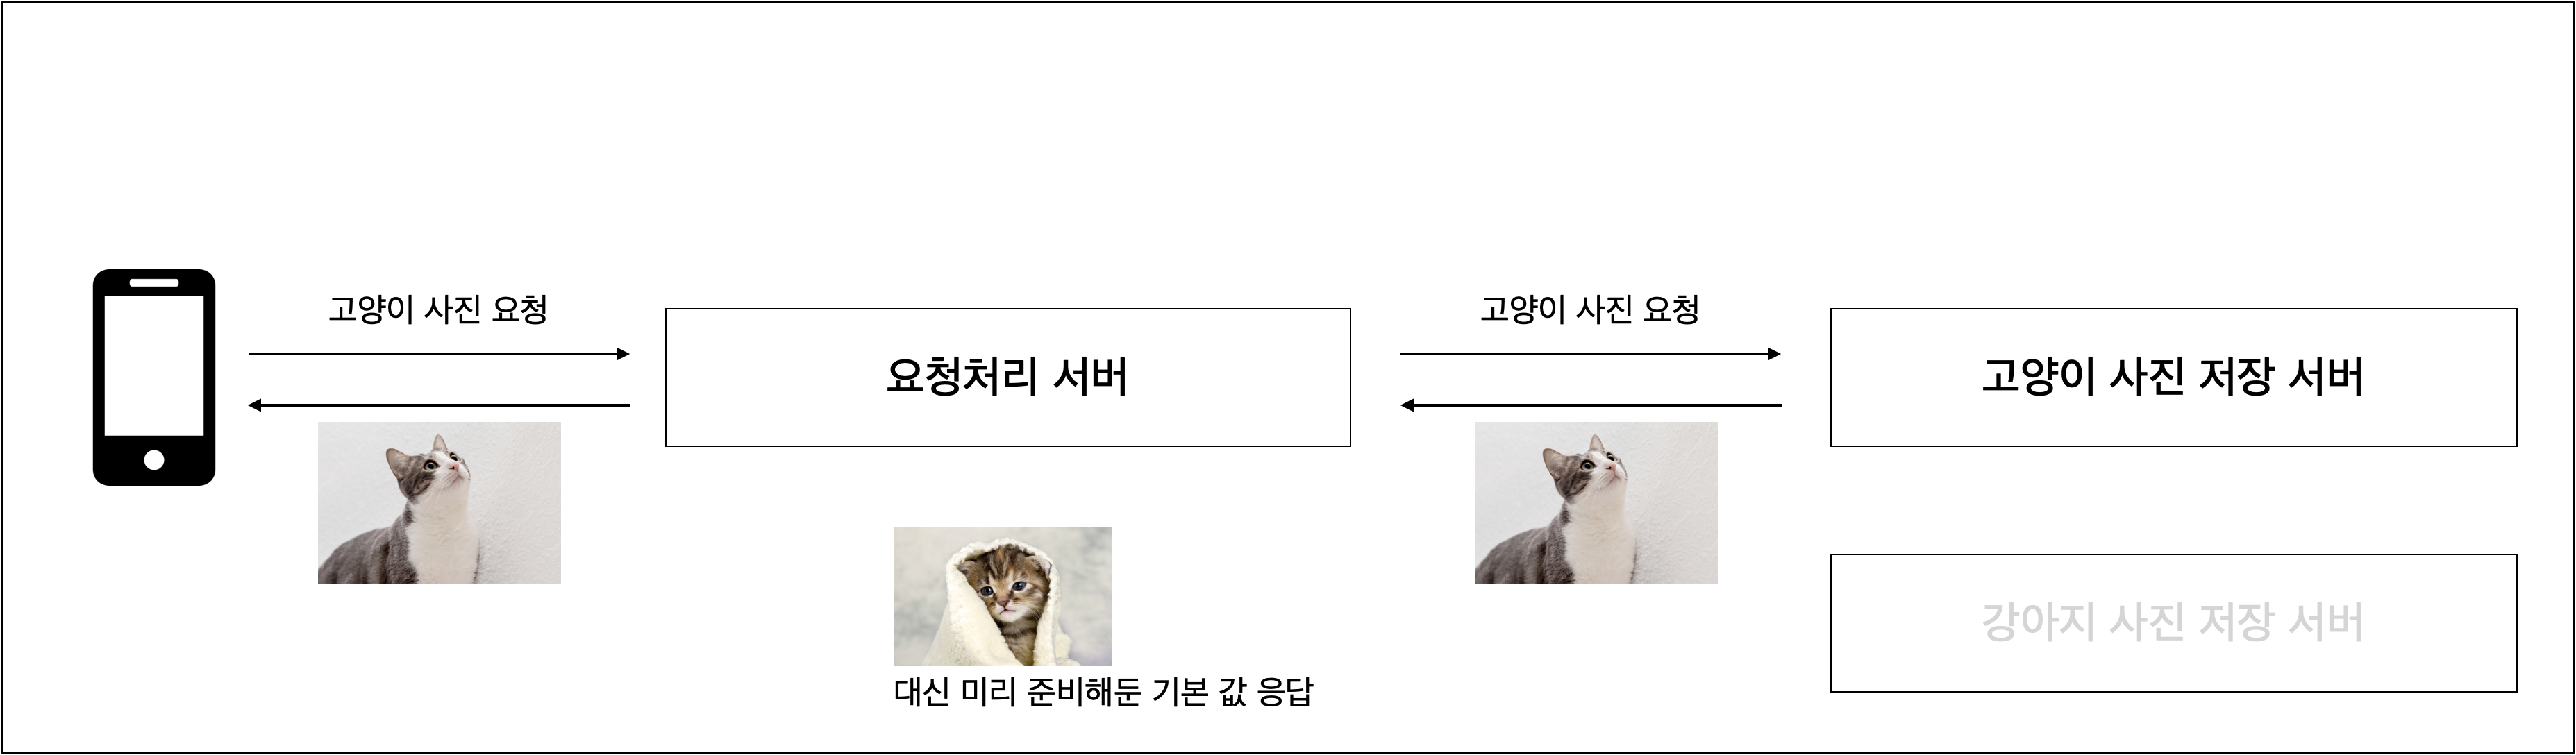 고양이 사진 요청
고양이 사진 요청
요청처리 서버
고양이 사진 저장 서버
강아지 사진 저장 서버
대신 미리 준비해둔 기본 값 응답